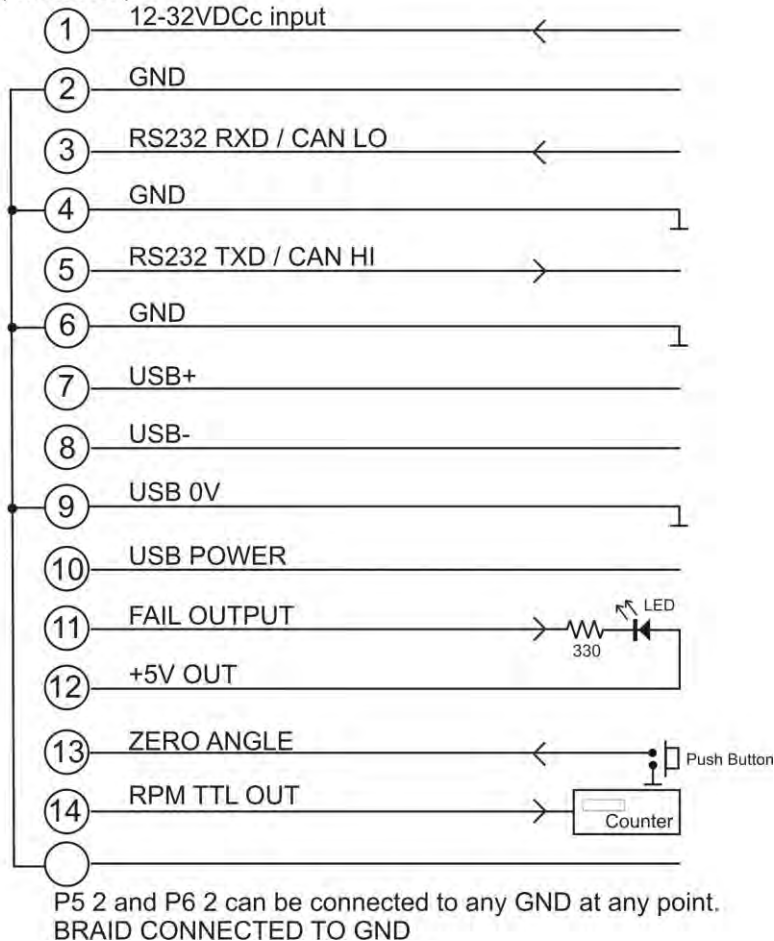 1 12-32VDCc input
2 GND
3 RS232 RXD / CAN LO
4 GND
5 RS232 TXD / CAN HI
6 GND
7 USB+
8 USB-
9 USB 0V
10 USB POWER
11 FAIL OUTPUT
LED
330
12 +5V OUT
13 ZERO ANGLE
Push Button
14 RPM TTL OUT
Counter
P5 2 and P6 2 can be connected to any GND at any point.
BRAID CONNECTED TO GND